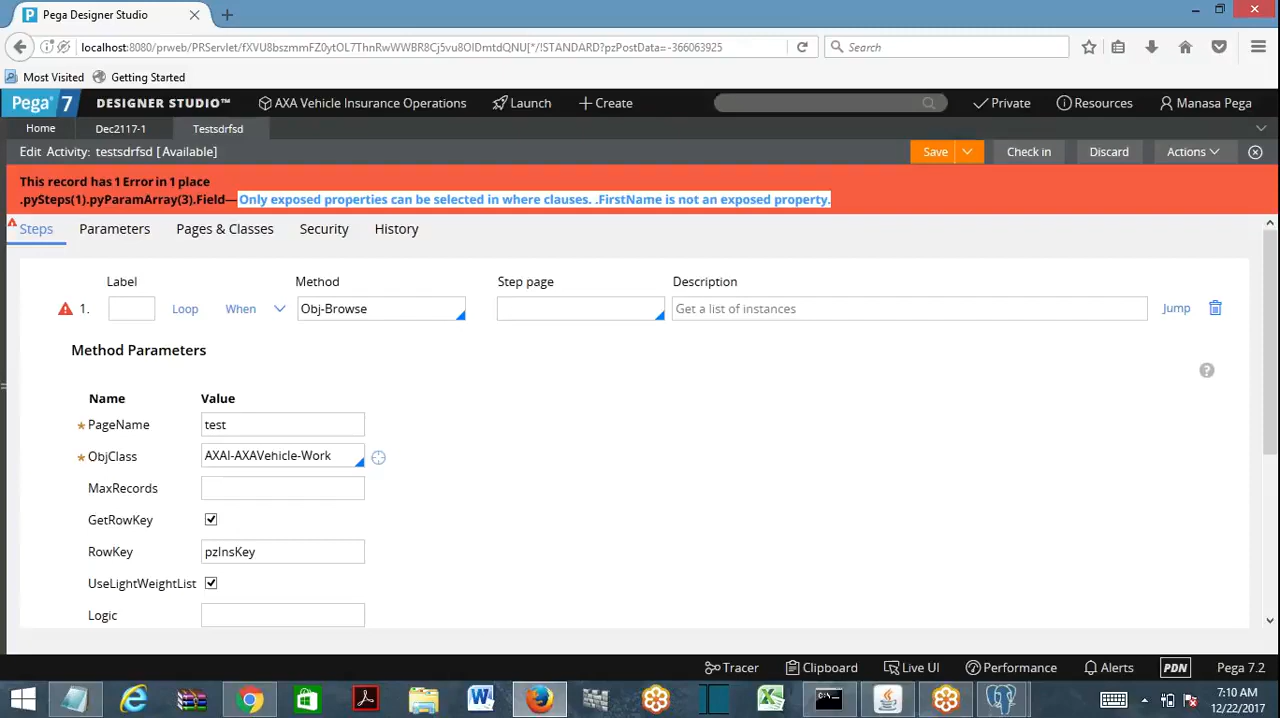 Pega Designer Studio
localhost:8080/prweb/PRServlet/fXVU8bszmmFZ0ytOL7ThnRwWWBR8Cj5vu8OIDmtdQNU[*/!STANDARD?pzPostData=-366063925
Search
Most Visited Getting Started
Pega 7 DESIGNER STUDIO™ AXA Vehicle Insurance Operations Launch Create Private Resources Manasa Pega
Home Dec2117-1 Testsdrfsd
Edit Activity: testsdrfsd [Available] Save Check in Discard Actions
This record has 1 Error in 1 place
.pySteps(1).pyParamArray(3).Field—Only exposed properties can be selected in where clauses. .FirstName is not an exposed property.
Steps Parameters Pages & Classes Security History
Label Method Step page Description
1. Loop When Obj-Browse Get a list of instances Jump
Method Parameters
?
Name Value
PageName test
ObjClass AXAI-AXAVehicle-Work
MaxRecords
GetRowKey
RowKey pzInsKey
UseLightWeightList
Logic
Tracer Clipboard Live UI Performance Alerts PDN Pega 7.2
7:10 AM
12/22/2017